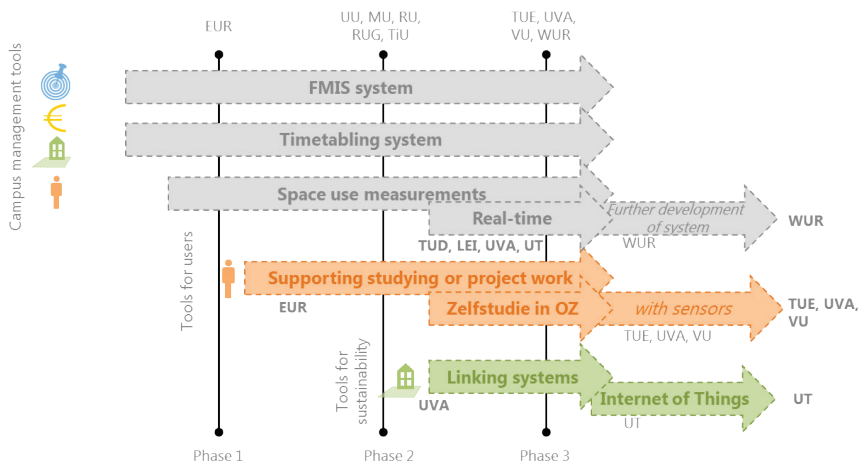 EUR
UU, MU, RU,
RUG, TiU
TUE, UVA,
VU, WUR
Campus management tools
FMIS system
Timetabling system
Space use measurements
Real-time
Further development
of system
WUR
TUD, LEI, UVA, UT
WUR
Tools for users
Supporting studying or project work
EUR
Zelfstudie in OZ
with sensors
TUE, UVA,
VU
TUE, UVA, VU
Tools for
sustainability
Linking systems
UVA
Internet of Things
UT
UT
Phase 1
Phase 2
Phase 3